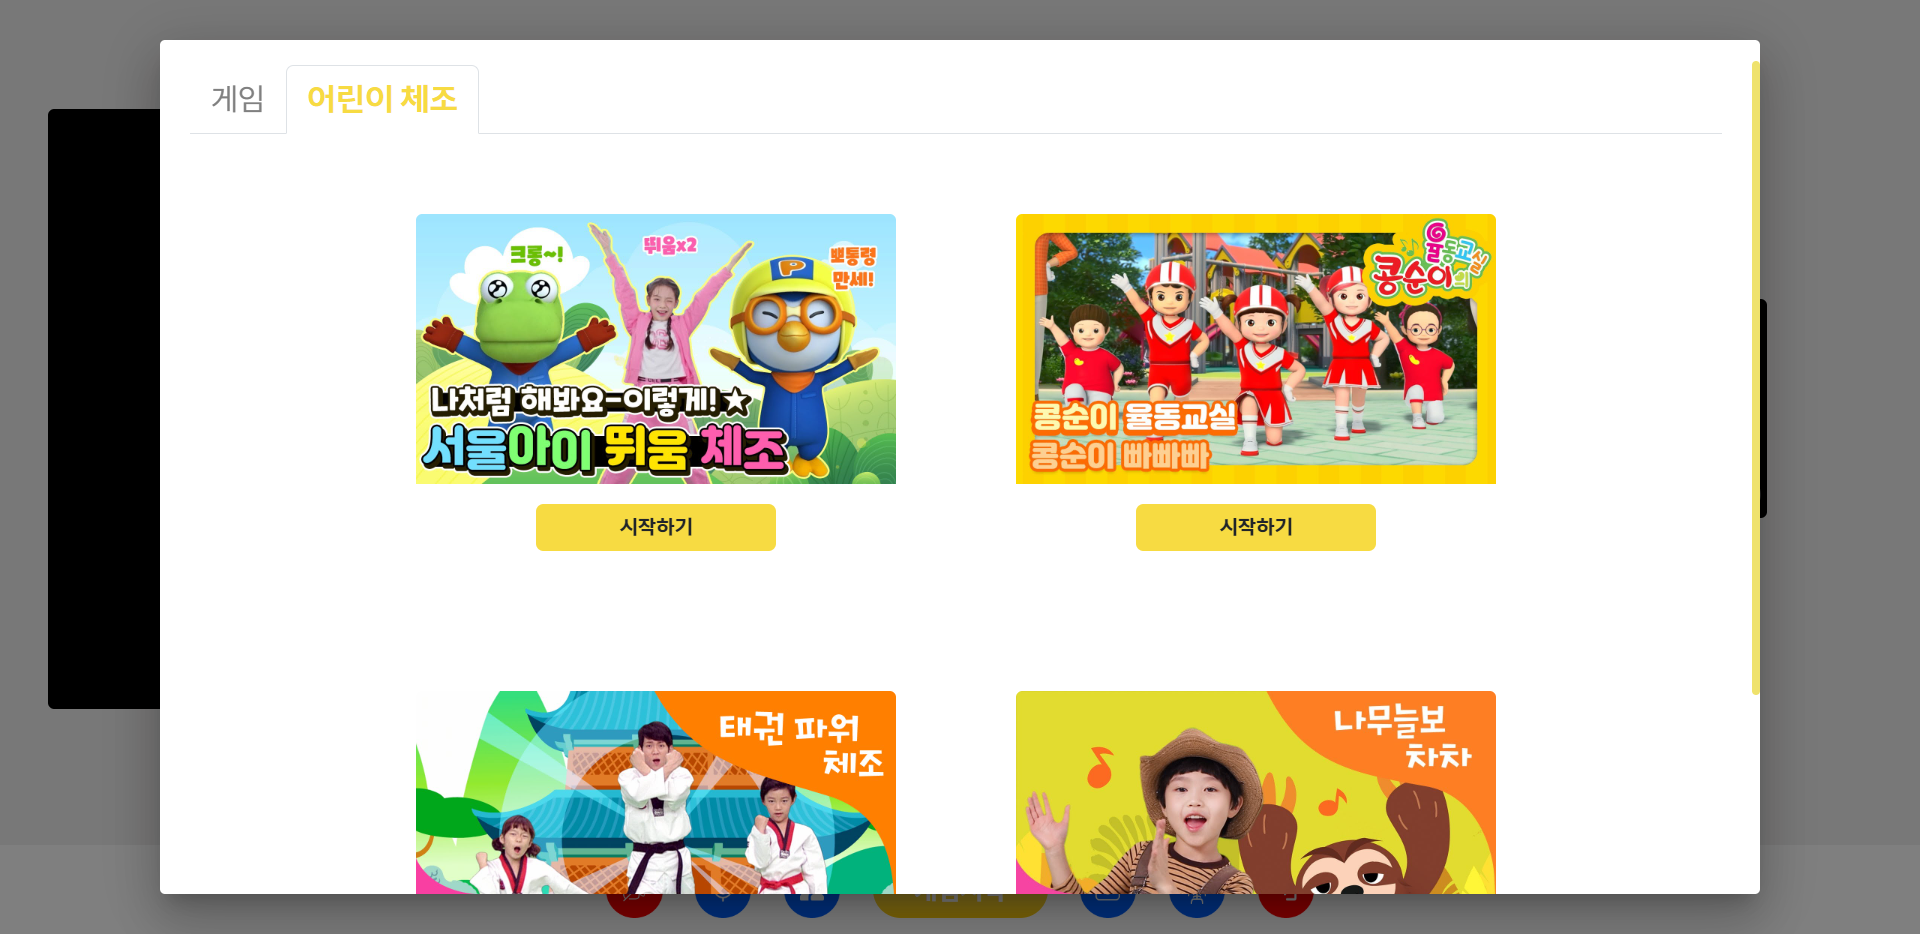 게임
어린이 체조
크롱~!
뛰움x2
뽀통령
만세!
나처럼 해봐요-이렇게!★
서울아이 뛰움 체조
P
율동교실
콩순이의
콩순이 율동교실
콩순이 빠빠빠
시작하기
시작하기
태권 파워
체조
나무늘보
차차